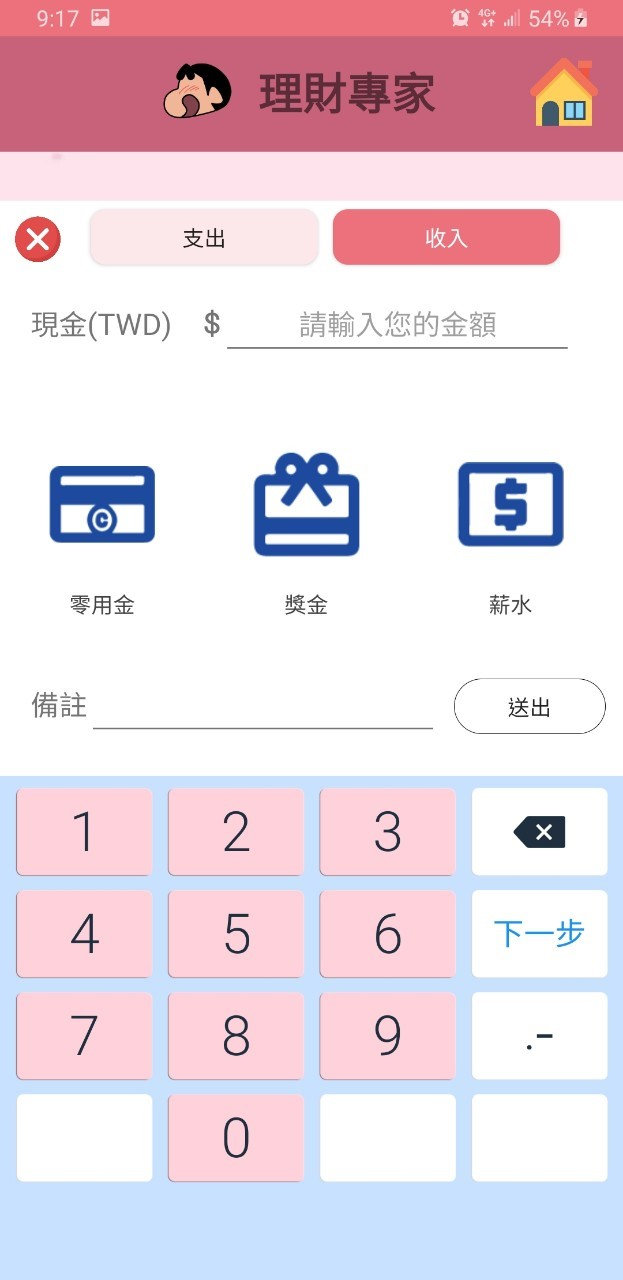 9:17 4G+ 54%
理財專家
支出 收入
現金(TWD) $ 請輸入您的金額
零用金 獎金 薪水
備註 送出
1 2 3
4 5 6 下一步
7 8 9 .-
0